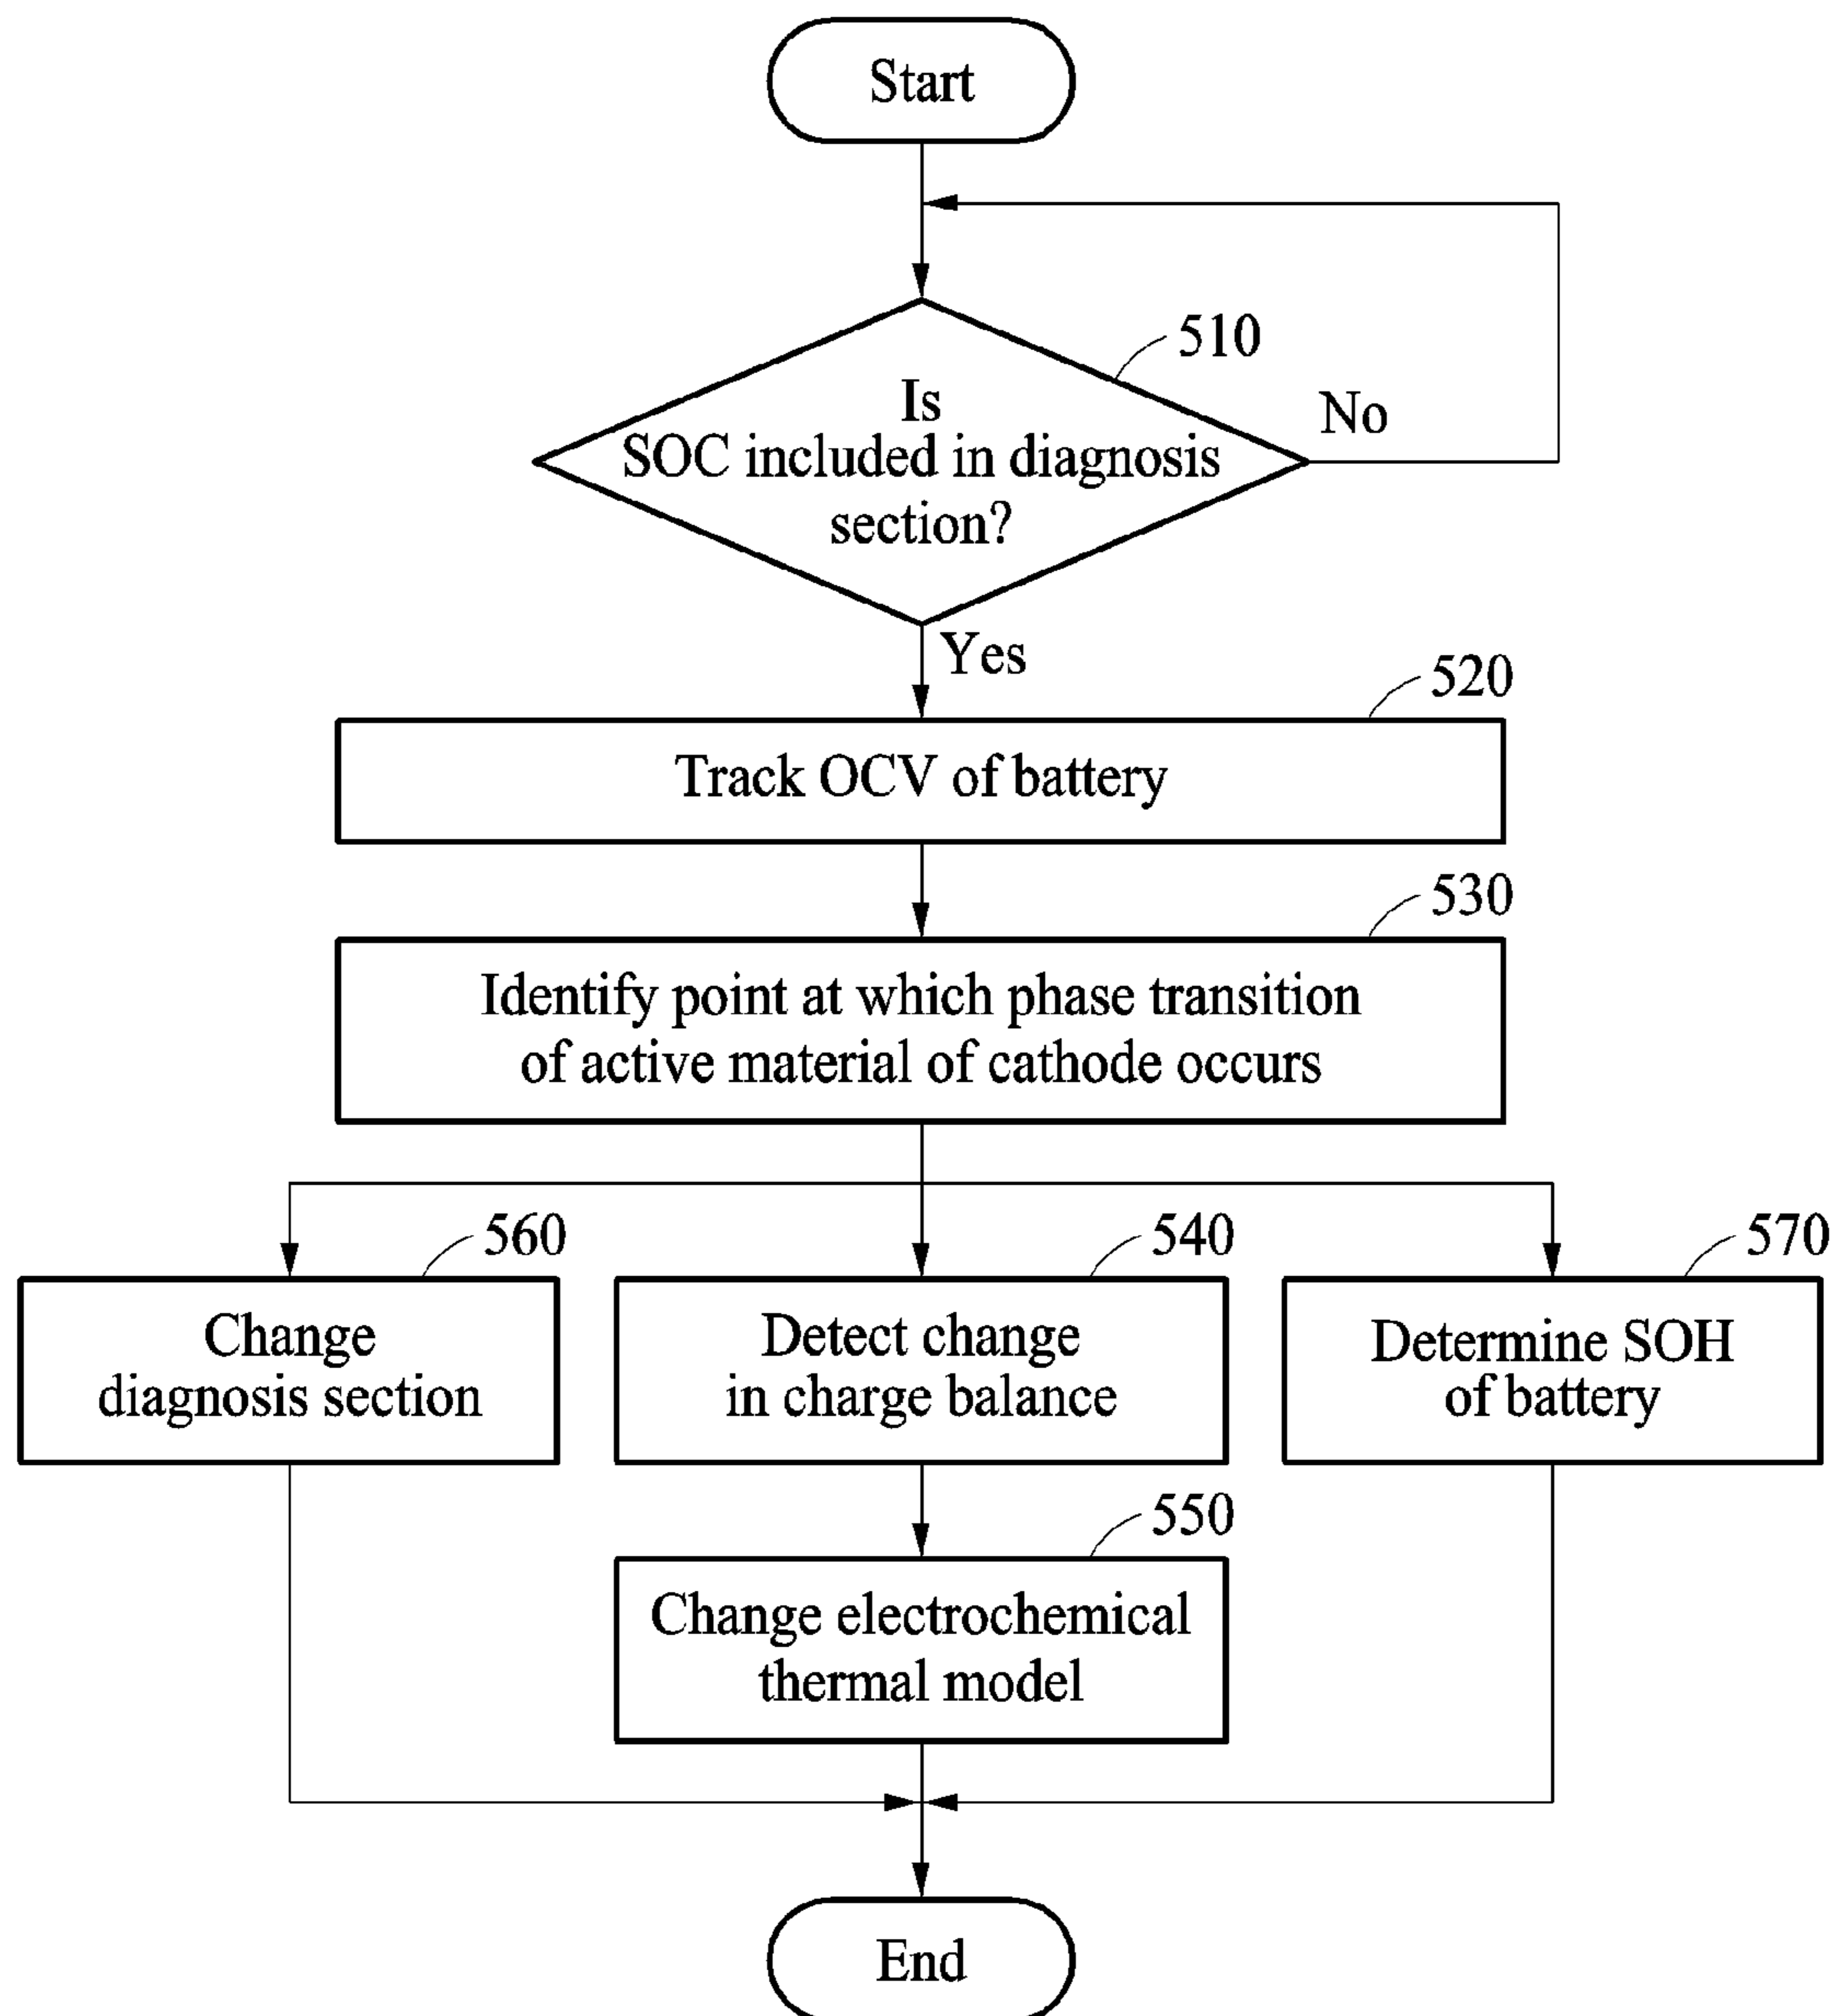 Start
510
Is
SOC included in diagnosis
section?
No
Yes
520
Track OCV of battery
530
Identify point at which phase transition
of active material of cathode occurs
560
Change
diagnosis section
540
Detect change
in charge balance
570
Determine SOH
of battery
550
Change electrochemical
thermal model
End